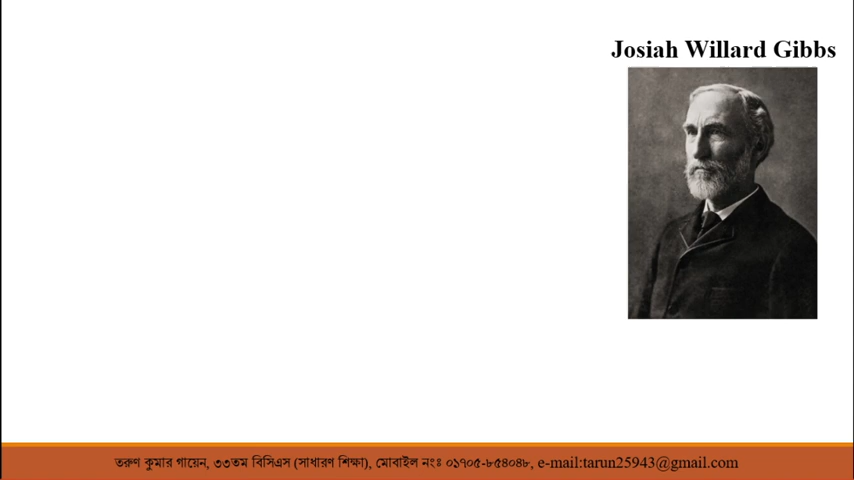 Josiah Willard Gibbs
তরুণ কুমার গায়েন, ৩৩তম বিসিএস (সাধারণ শিক্ষা), মোবাইল নংঃ ০১৭০৫-৮৫৪০৪৮, e-mail:tarun25943@gmail.com